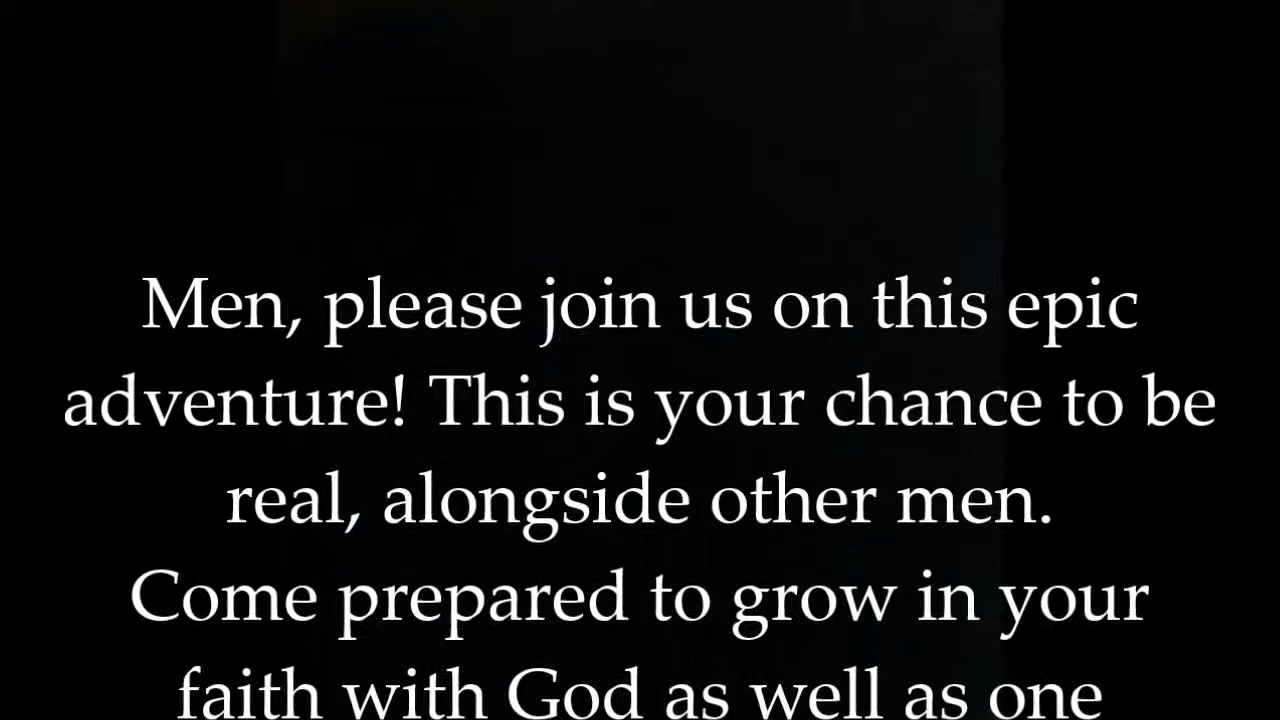 Men, please join us on this epic
adventure! This is your chance to be
real, alongside other men.
Come prepared to grow in your
faith with God as well as one